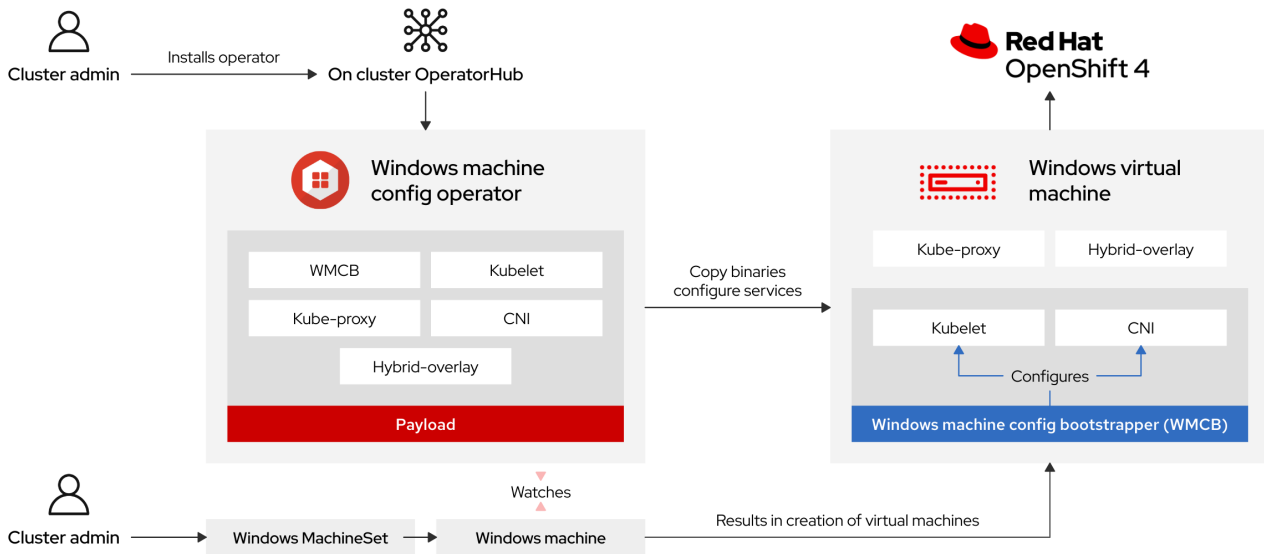 Cluster admin
Installs operator
On cluster OperatorHub
Red Hat
OpenShift 4
Windows machine
config operator
WMCB
Kubelet
Kube-proxy
CNI
Hybrid-overlay
Payload
Copy binaries
configure services
Windows virtual
machine
Kube-proxy
Hybrid-overlay
Kubelet
CNI
Configures
Windows machine config bootstrapper (WMCB)
Watches
Cluster admin
Windows MachineSet
Windows machine
Results in creation of virtual machines